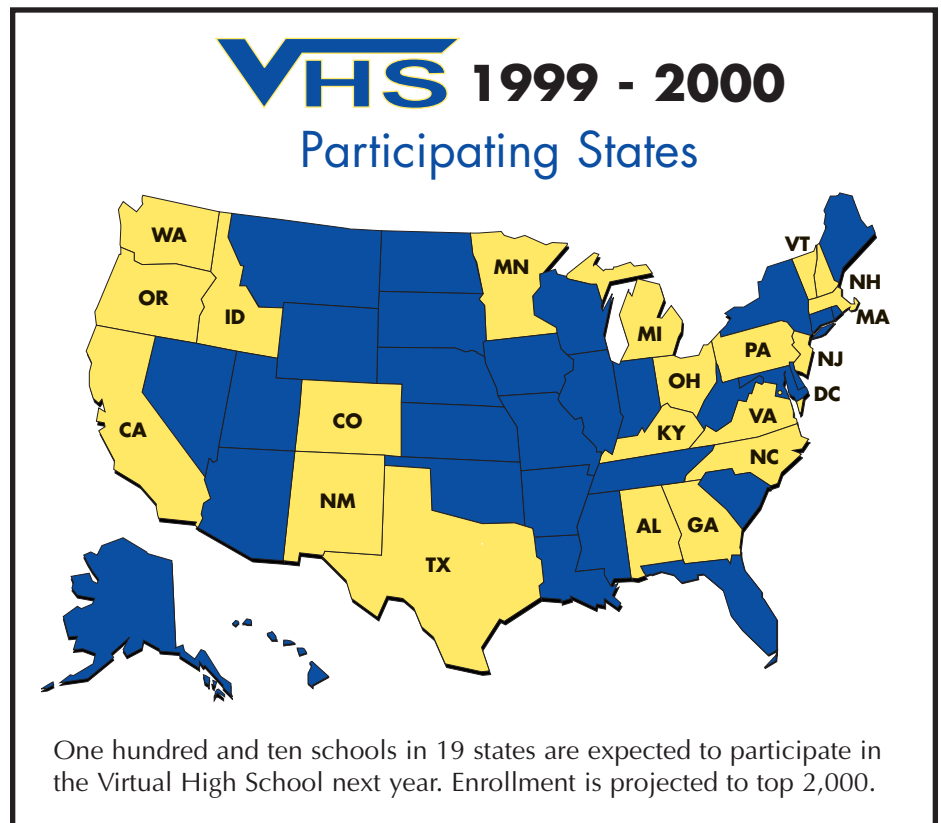 VHS 1999 - 2000
Participating States
WA
OR
ID
MN
VT
NH
MA
MI
PA
NJ
OH
DC
CO
VA
CA
KY
NC
NM
AL
GA
TX
One hundred and ten schools in 19 states are expected to participate in
the Virtual High School next year. Enrollment is projected to top 2,000.